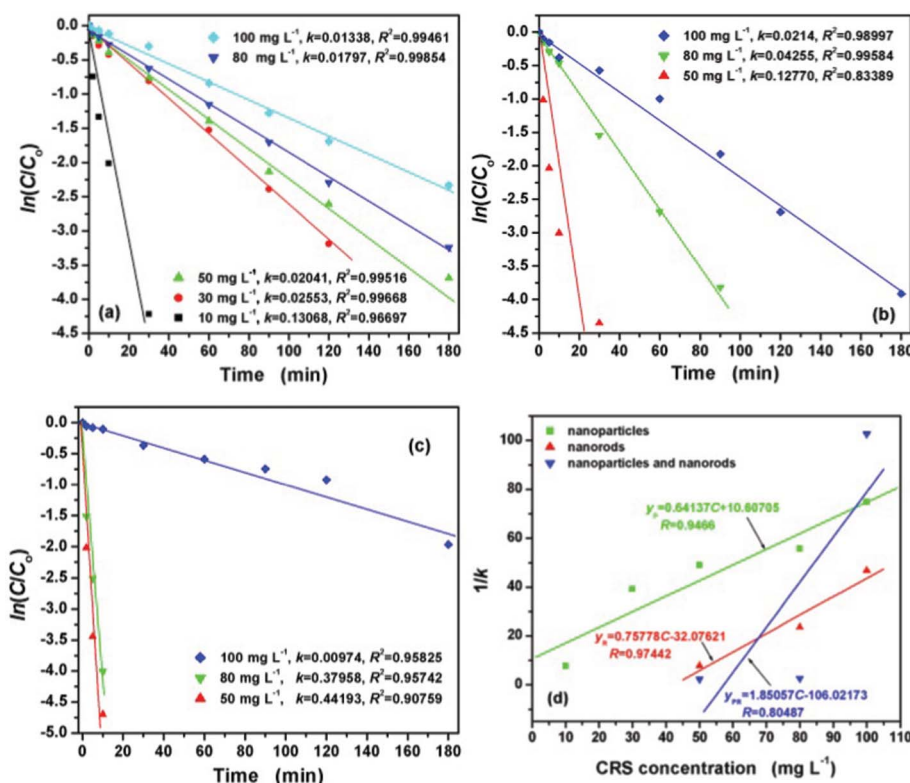 0.0
-0.5
-1.0
-1.5
-2.0
-2.5
-3.0
-3.5
-4.0
-4.5
ln(C/C₀)
100 mg L⁻¹, k=0.01338, R²=0.99461
80 mg L⁻¹, k=0.01797, R²=0.99854
50 mg L⁻¹, k=0.02041, R²=0.99516
30 mg L⁻¹, k=0.02553, R²=0.99668
10 mg L⁻¹, k=0.13068, R²=0.96697
(a)
0 20 40 60 80 100 120 140 160 180
Time (min)
0.0
-0.5
-1.0
-1.5
-2.0
-2.5
-3.0
-3.5
-4.0
-4.5
ln(C/C₀)
100 mg L⁻¹, k=0.0214, R²=0.98997
80 mg L⁻¹, k=0.04255, R²=0.99584
50 mg L⁻¹, k=0.12770, R²=0.83389
(b)
0 20 40 60 80 100 120 140 160 180
Time (min)
0.0
-0.5
-1.0
-1.5
-2.0
-2.5
-3.0
-3.5
-4.0
-4.5
-5.0
ln(C/C₀)
(c)
100 mg L⁻¹, k=0.00974, R²=0.95825
80 mg L⁻¹, k=0.37958, R²=0.95742
50 mg L⁻¹, k=0.44193, R²=0.90759
0 20 40 60 80 100 120 140 160 180
Time (min)
100
80
60
40
20
0
1/k
nanoparticles
nanorods
nanoparticles and nanorods
y_P=0.64137C+10.60705
R=0.9466
y_R=0.75778C-32.07621
R=0.97442
y_PR=1.85057C-106.02173
R=0.80487
(d)
0 10 20 30 40 50 60 70 80 90 100 110
CRS concentration (mg L⁻¹)